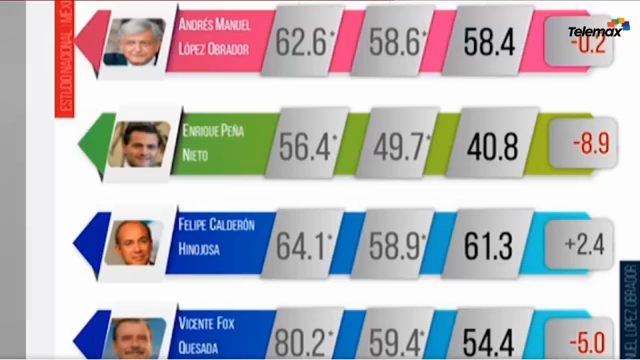 Telemax
ESTUDIO NACIONAL | MÉX
ANDRÉS MANUEL
LÓPEZ OBRADOR
62.6*
58.6*
58.4
-0.2
ENRIQUE PEÑA
NIETO
56.4*
49.7*
40.8
-8.9
FELIPE CALDERÓN
HINOJOSA
64.1*
58.9*
61.3
+2.4
VICENTE FOX
QUESADA
80.2*
59.4*
54.4
-5.0
EL LÓPEZ OBRADOR